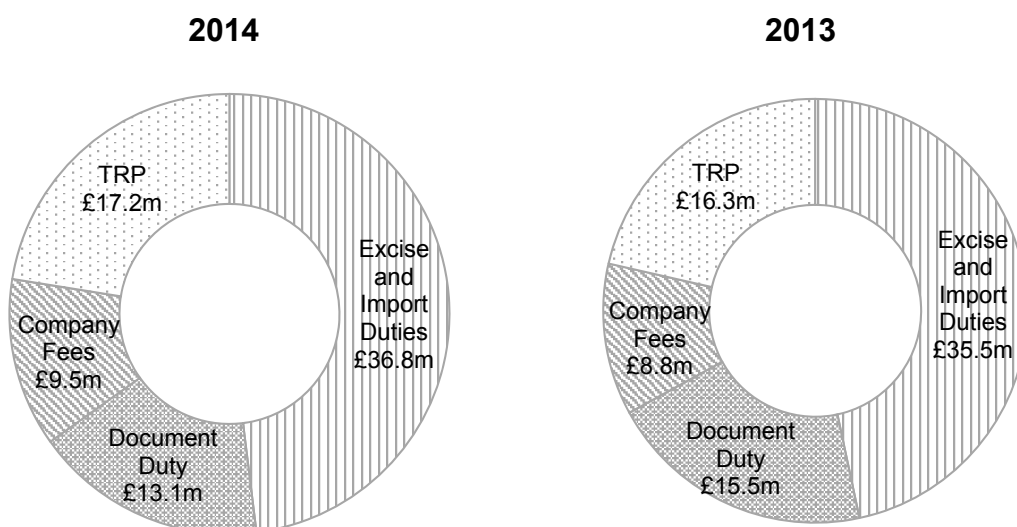 2014
TRP
£17.2m
Excise
and
Import
Duties
£36.8m
Company
Fees
£9.5m
Document
Duty
£13.1m
2013
TRP
£16.3m
Excise
and
Import
Duties
£35.5m
Company
Fees
£8.8m
Document
Duty
£15.5m